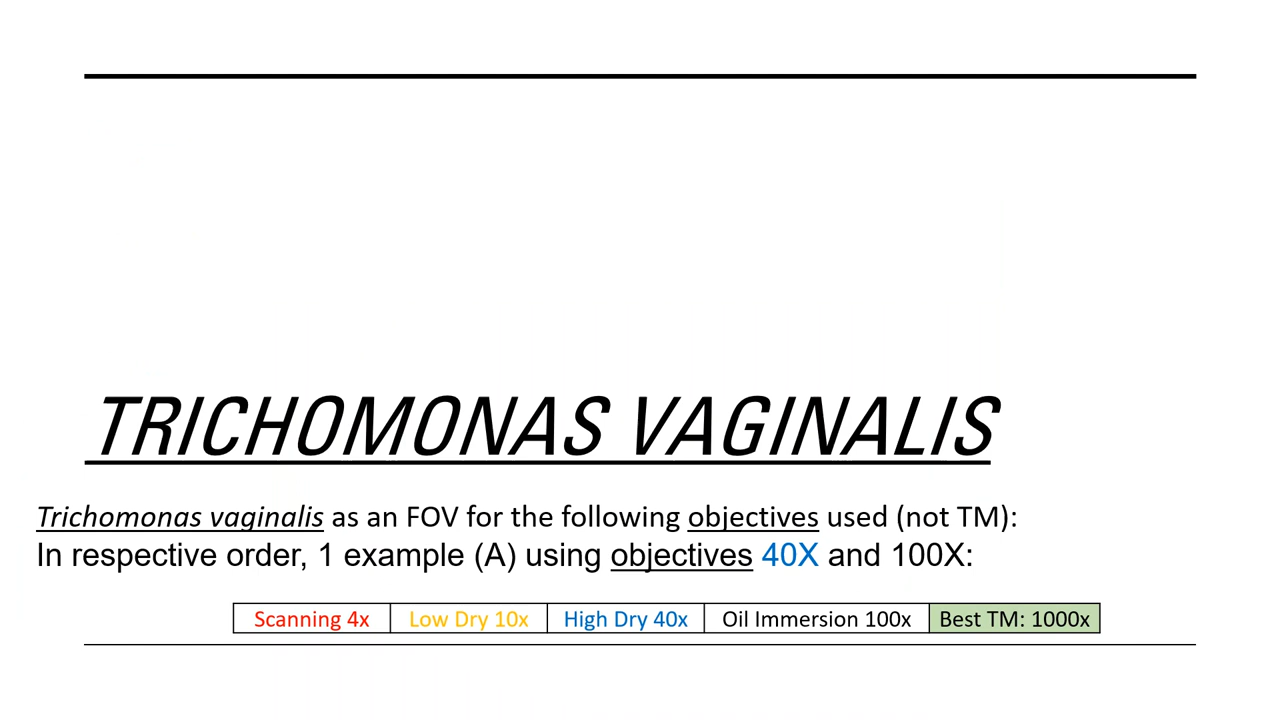 TRICHOMONAS VAGINALIS
Trichomonas vaginalis as an FOV for the following objectives used (not TM):
In respective order, 1 example (A) using objectives 40X and 100X:
Scanning 4x Low Dry 10x High Dry 40x Oil Immersion 100x Best TM: 1000x